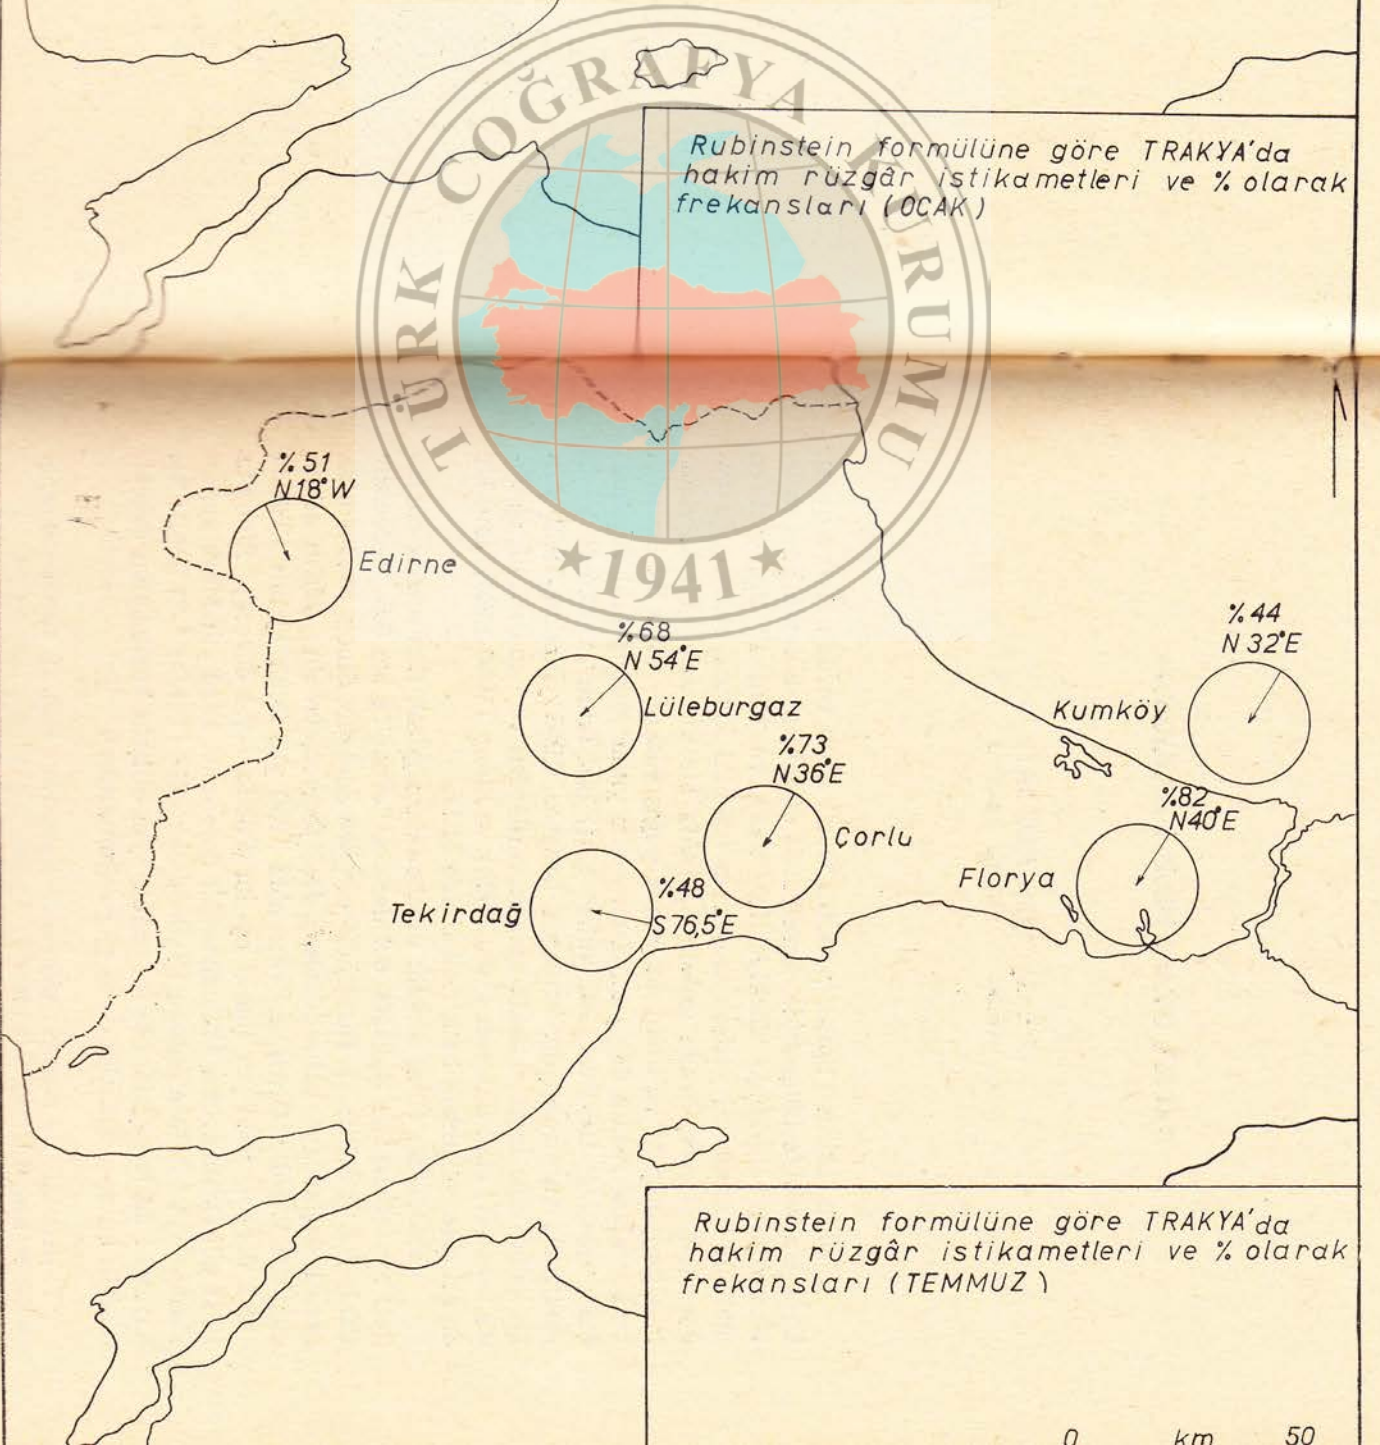 Rubinstein formülüne göre TRAKYA'da
hakim rüzgâr istikametleri ve % olarak
frekansları (OCAK)
TÜRK COĞRAFYA KURUMU
★1941★
%51
N18°W
Edirne
%68
N54°E
Lüleburgaz
%44
N32°E
Kumköy
%73
N36°E
Çorlu
%82
N40°E
Florya
%48
S76,5°E
Tekirdağ
Rubinstein formülüne göre TRAKYA'da
hakim rüzgâr istikametleri ve % olarak
frekansları (TEMMUZ)
0 km 50